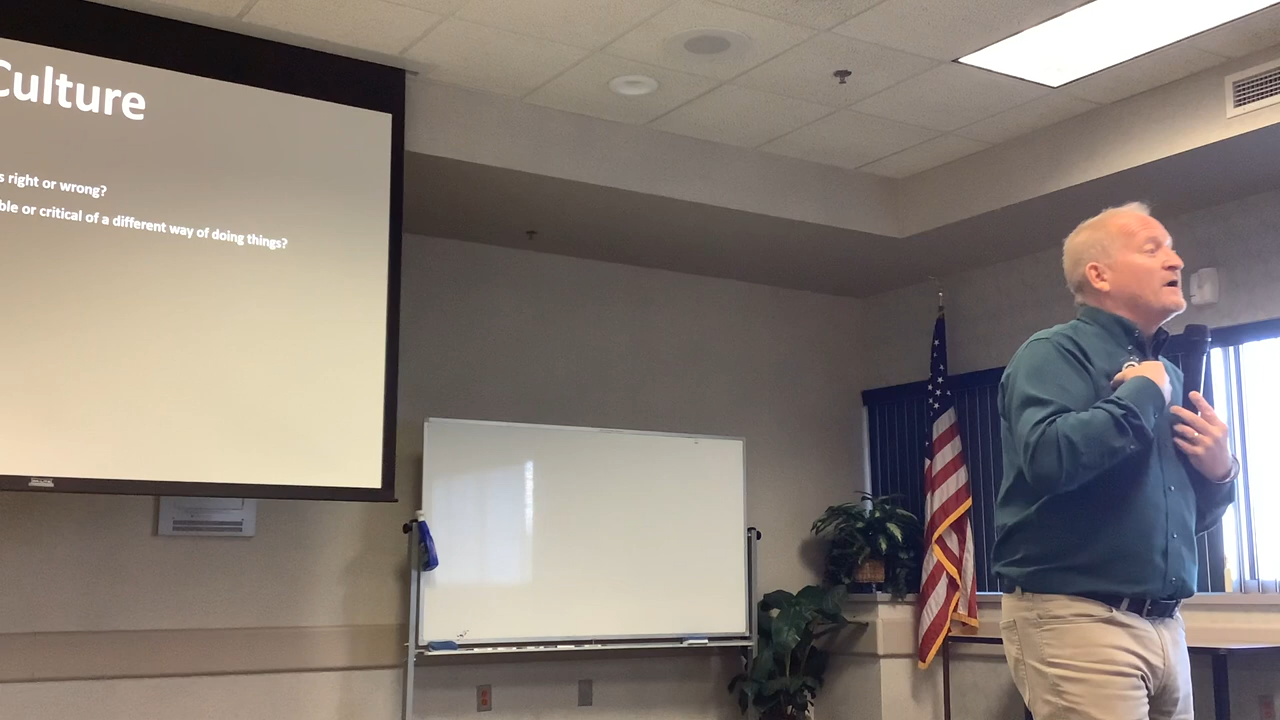 Culture
s right or wrong?
ble or critical of a different way of doing things?